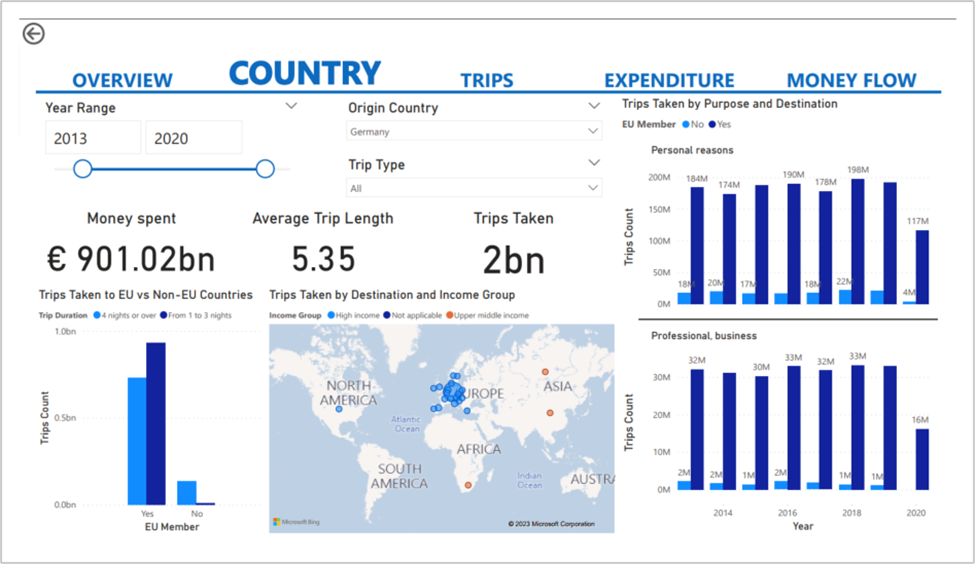 OVERVIEW
COUNTRY
TRIPS
EXPENDITURE
MONEY FLOW
Year Range
2013
2020
Origin Country
Germany
Trip Type
All
Money spent
€ 901.02bn
Average Trip Length
5.35
Trips Taken
2bn
Trips Taken to EU vs Non-EU Countries
Trip Duration 4 nights or over From 1 to 3 nights
1.0bn
0.5bn
0.0bn
Trips Count
Yes No
EU Member
Trips Taken by Destination and Income Group
Income Group High income Not applicable Upper middle income
NORTH
AMERICA
EUROPE
ASIA
Atlantic
Ocean
AFRICA
SOUTH
AMERICA
Indian
Ocean
AUSTRA
Microsoft Bing
© 2023 Microsoft Corporation
Trips Taken by Purpose and Destination
EU Member No Yes
Personal reasons
200M
150M
100M
50M
0M
Trips Count
184M 174M 190M 178M 198M 117M
18M 20M 17M 18M 22M 4M
Professional, business
30M
20M
10M
0M
Trips Count
32M 30M 33M 32M 33M 16M
2M 2M 1M 2M 1M 1M
2014 2016 2018 2020
Year